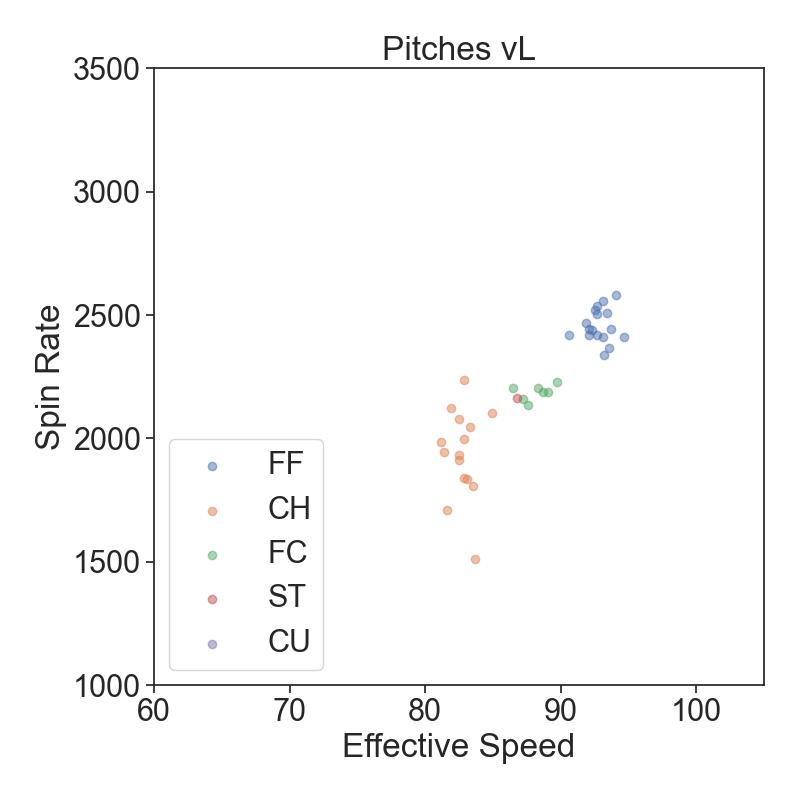 Pitches vL
3500
3000
2500
2000
1500
1000
Spin Rate
FF
CH
FC
ST
CU
60 70 80 90 100
Effective Speed